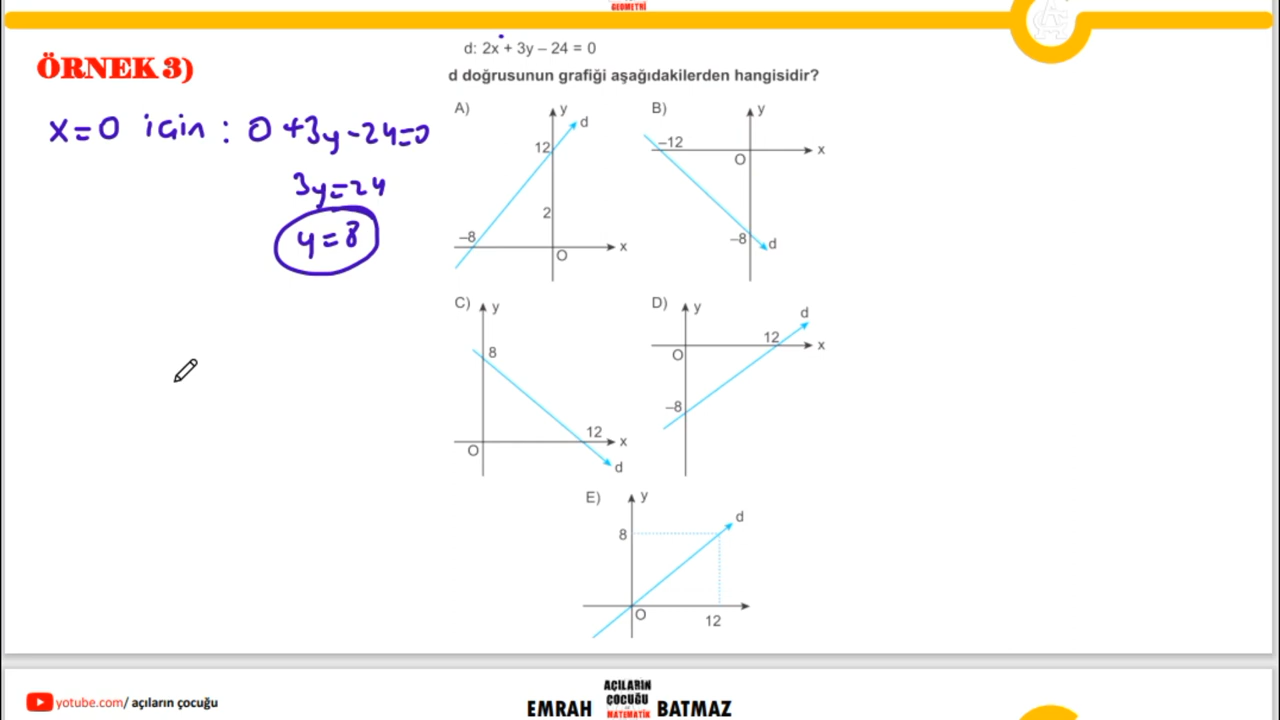 GEOMETRİ
d: 2x + 3y – 24 = 0
ÖRNEK 3)
d doğrusunun grafiği aşağıdakilerden hangisidir?
x=0 için : 0+3y-24=0
3y=24
y=8
A)
y
d
12
2
–8
x
O
B)
y
–12
x
O
–8
d
C)
y
8
12
x
O
d
D)
y
d
12
x
O
–8
E)
y
d
8
O
12
yotube.com/ açıların çocuğu
EMRAH
AÇILARIN
ÇOCUĞU
MATEMATİK
BATMAZ